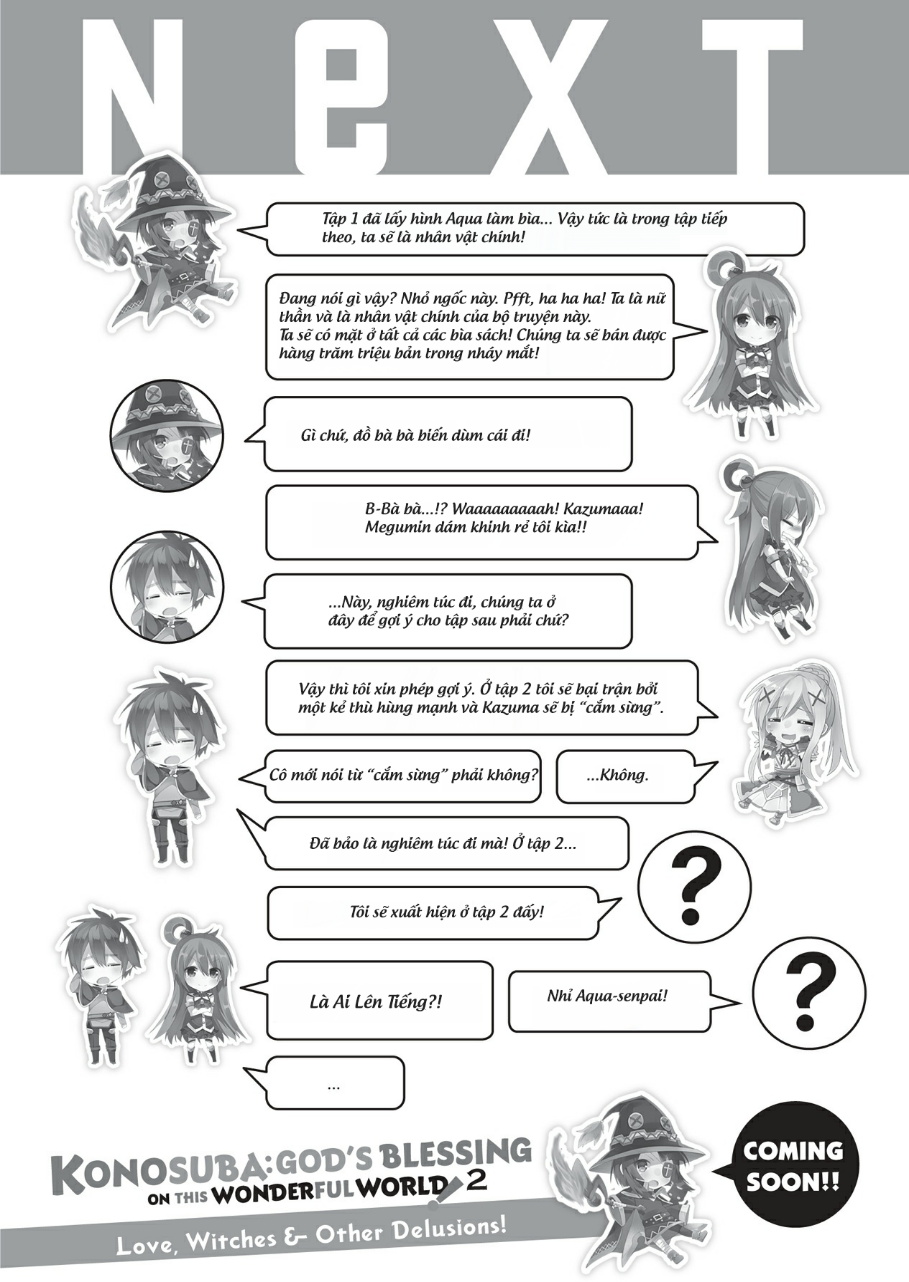 NeXT
Tập 1 đã lấy hình Aqua làm bìa... Vậy tức là trong tập tiếp
theo, ta sẽ là nhân vật chính!
Đang nói gì vậy? Nhỏ ngốc này. Pfft, ha ha ha! Ta là nữ
thần và là nhân vật chính của bộ truyện này.
Ta sẽ có mặt ở tất cả các bìa sách! Chúng ta sẽ bán được
hàng trăm triệu bản trong nháy mắt!
Gì chứ, đồ bà bà biến dùm cái đi!
B-Bà bà...!? Waaaaaaaaah! Kazumaaa!
Megumin dám khinh rẻ tôi kìa!!
...Này, nghiêm túc đi, chúng ta ở
đây để gợi ý cho tập sau phải chứ?
Vậy thì tôi xin phép gợi ý. Ở tập 2 tôi sẽ bại trận bởi
một kẻ thù hùng mạnh và Kazuma sẽ bị “cắm sừng”.
Cô mới nói từ “cắm sừng” phải không?
...Không.
Đã bảo là nghiêm túc đi mà! Ở tập 2...
?
Tôi sẽ xuất hiện ở tập 2 đấy!
Là Ai Lên Tiếng?!
Nhỉ Aqua-senpai!
?
...
COMING
SOON!!
KONOSUBA: GOD'S BLESSING
ON THIS WONDERFUL WORLD! 2
Love, Witches & Other Delusions!